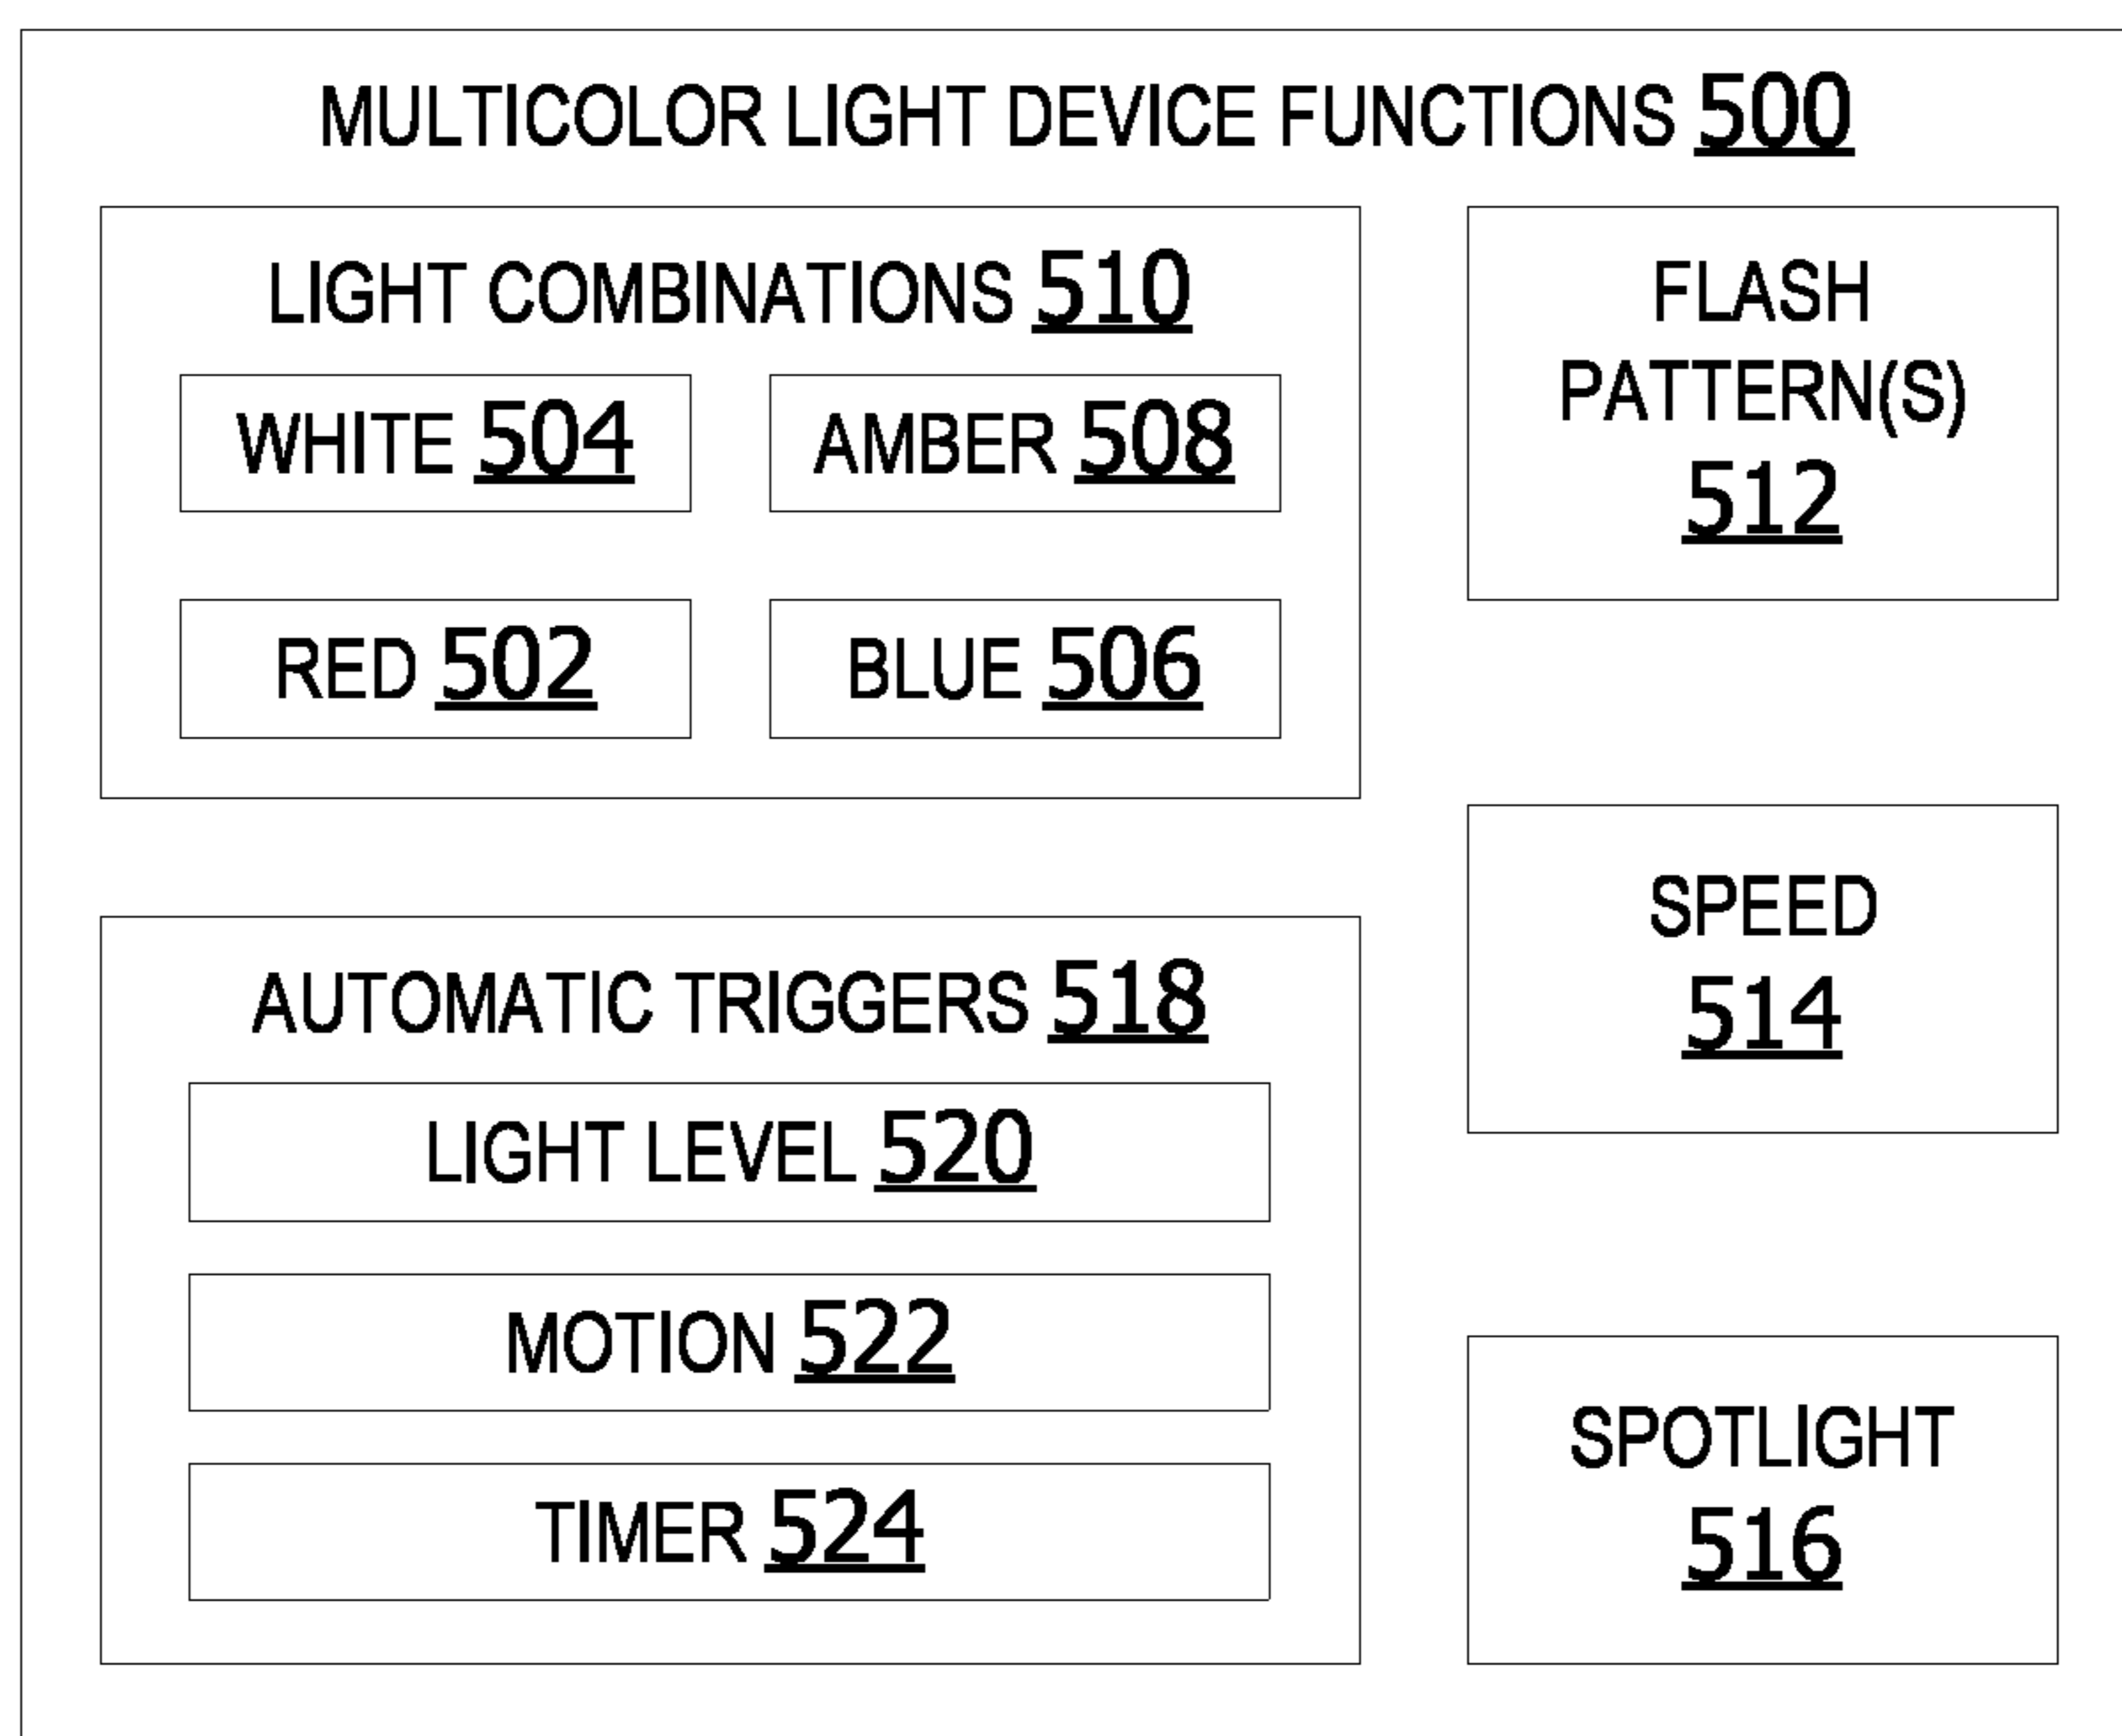 MULTICOLOR LIGHT DEVICE FUNCTIONS 500
LIGHT COMBINATIONS 510
WHITE 504
AMBER 508
RED 502
BLUE 506
FLASH
PATTERN(S)
512
SPEED
514
AUTOMATIC TRIGGERS 518
LIGHT LEVEL 520
MOTION 522
TIMER 524
SPOTLIGHT
516